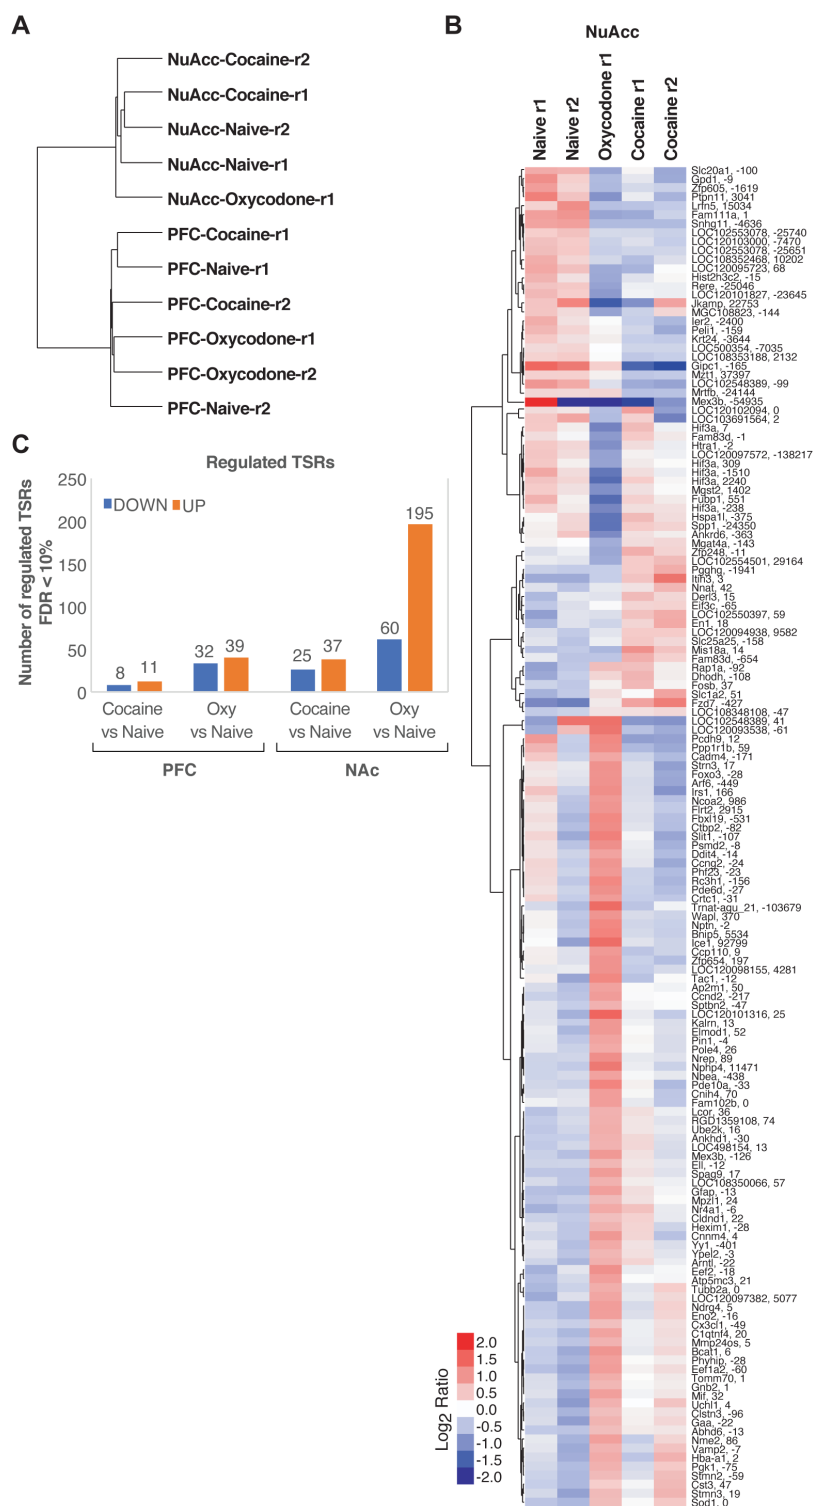 A
NuAcc-Cocaine-r2
NuAcc-Cocaine-r1
NuAcc-Naive-r2
NuAcc-Naive-r1
NuAcc-Oxycodone-r1
PFC-Cocaine-r1
PFC-Naive-r1
PFC-Cocaine-r2
PFC-Oxycodone-r1
PFC-Oxycodone-r2
PFC-Naive-r2
C
Regulated TSRs
DOWN UP
Number of regulated TSRs
FDR < 10%
250
200
150
100
50
0
8
11
32
39
25
37
60
195
Cocaine vs Naive
Oxy vs Naive
Cocaine vs Naive
Oxy vs Naive
PFC
NAc
B
NuAcc
Naive r1
Naive r2
Oxycodone r1
Cocaine r1
Cocaine r2
Slc20a1, -100
Gpd1, -9
Zfp605, -1619
Ptpn11, 3041
Lrfn5, 15034
Fam111a, 1
Snhg11, -4636
LOC102553078, -25740
LOC120103000, -7470
LOC102553078, -25651
LOC108352468, 10202
LOC120095723, 68
Hist2h3c2, -15
Rere, -25046
LOC120101827, -23645
Jkamp, 22753
MGC108823, -144
Ier2, -2400
Peli1, -159
Krt24, -3644
LOC500354, -7035
LOC108353188, 2132
Gipc1, -165
Mzt1, 37397
LOC102548389, -99
Mrtfb, -24144
Mex3b, -54935
LOC120102094, 0
LOC103691564, 2
Hif3a, 7
Fam83d, -1
Htra1, -2
LOC120097572, -138217
Hif3a, 309
Hif3a, -1510
Hif3a, 2240
Mgst2, 1402
Fubp1, 551
Hif3a, -238
Hspa1l, -375
Spp1, -24350
Ankrd6, -363
Mgat4a, -143
Zfp248, -11
LOC102554501, 29164
Pgghg, -1941
Itih3, 3
Nnat, 42
Derl3, 15
Eif3c, -65
LOC102550397, 59
En1, 18
LOC120094938, 9582
Slc25a25, -158
Mis18a, 14
Fam83d, -654
Rap1a, -92
Dhodh, -108
Fosb, 37
Slc1a2, 51
Fzd7, -427
LOC108348108, -47
LOC102548389, 41
LOC120093538, -61
Pcdh9, 12
Ppp1r1b, 59
Cadm4, -171
Strn3, 17
Foxo3, -28
Arf6, -449
Irs1, 166
Ncoa2, 986
Flrt2, 2915
Fbxl19, -531
Ctbp2, -82
Slit1, -107
Psmd2, -8
Ddit4, -14
Ccng2, -24
Phf23, -23
Rc3h1, -156
Pde6d, -27
Crtc1, -31
Trnat-agu_21, -103679
Wapl, 370
Nptn, -2
Bnip5, 5534
Ice1, 92799
Ccp110, 9
Zfp654, 197
LOC120098155, 4281
Tac1, -12
Ap2m1, 50
Ccnd2, -217
Sptbn2, -47
LOC120101316, 25
Kalrn, 13
Elmod1, 52
Pin1, -4
Pole4, 26
Nrep, 89
Nphp4, 11471
Nbea, -438
Pde10a, -33
Cnih4, 70
Fam102b, 0
Lcor, 36
RGD1359108, 74
Ube2k, 16
Ankhd1, -30
LOC498154, 13
Mex3b, -126
Ell, -12
Spag9, 17
LOC108350066, 57
Gfap, -13
Mpzl1, 24
Nr4a1, -6
Cldnd1, 22
Hexim1, -28
Cnnm4, 4
Yy1, -401
Ypel2, -3
Arntl, -22
Eef2, -18
Atp5mc3, 21
Tubb2a, 0
LOC120097382, 5077
Ndrg4, 5
Eno2, -16
Cx3cl1, -49
C1qtnf4, 20
Mmp24os, 5
Bcat1, 6
Phyhip, -28
Eef1a2, -60
Tomm70, 1
Gnb2, 1
Mif, 32
Uchl1, 4
Clstn3, -96
Gaa, -22
Abhd6, -13
Nme2, 86
Vamp2, -7
Hba-a1, 2
Pgk1, -75
Stmn2, -59
Cst3, 47
Stmn3, 19
Sod1, 0
Log2 Ratio
2.0
1.5
1.0
0.5
0.0
-0.5
-1.0
-1.5
-2.0